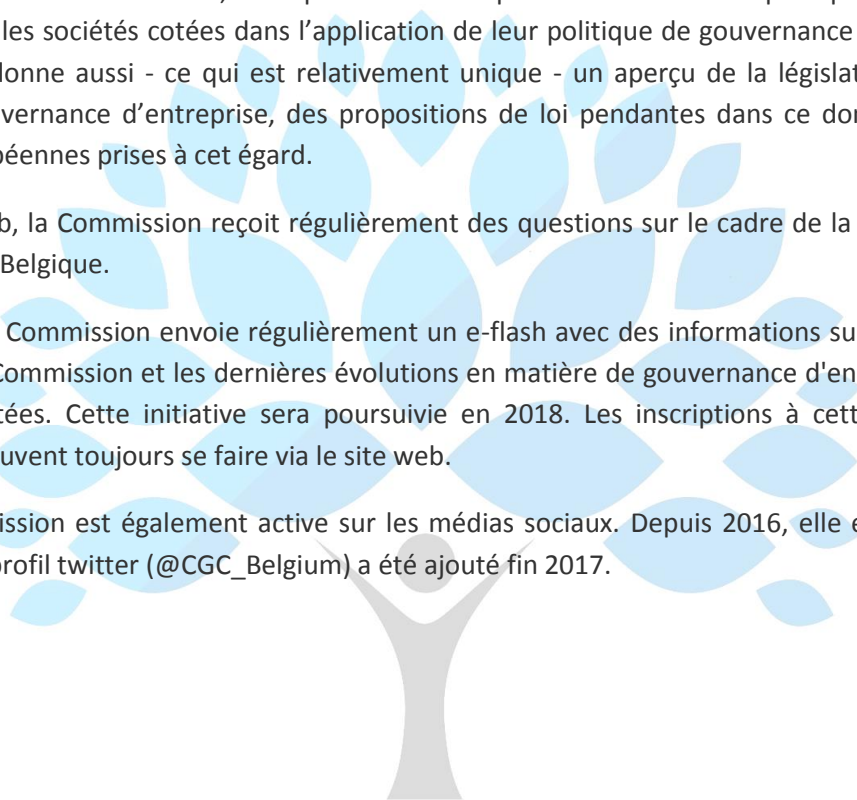 les sociétés cotées dans l’application de leur politique de gouvernance
donne aussi - ce qui est relativement unique - un aperçu de la législat
vernance d’entreprise, des propositions de loi pendantes dans ce do
péennes prises à cet égard.
b, la Commission reçoit régulièrement des questions sur le cadre de la
Belgique.
Commission envoie régulièrement un e-flash avec des informations su
Commission et les dernières évolutions en matière de gouvernance d'en
tées. Cette initiative sera poursuivie en 2018. Les inscriptions à cett
uvent toujours se faire via le site web.
ission est également active sur les médias sociaux. Depuis 2016, elle e
profil twitter (@CGC_Belgium) a été ajouté fin 2017.